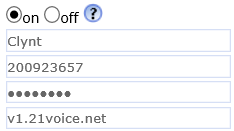 on off ?
Clynt
200923657
●●●●●●●●
v1.21voice.net